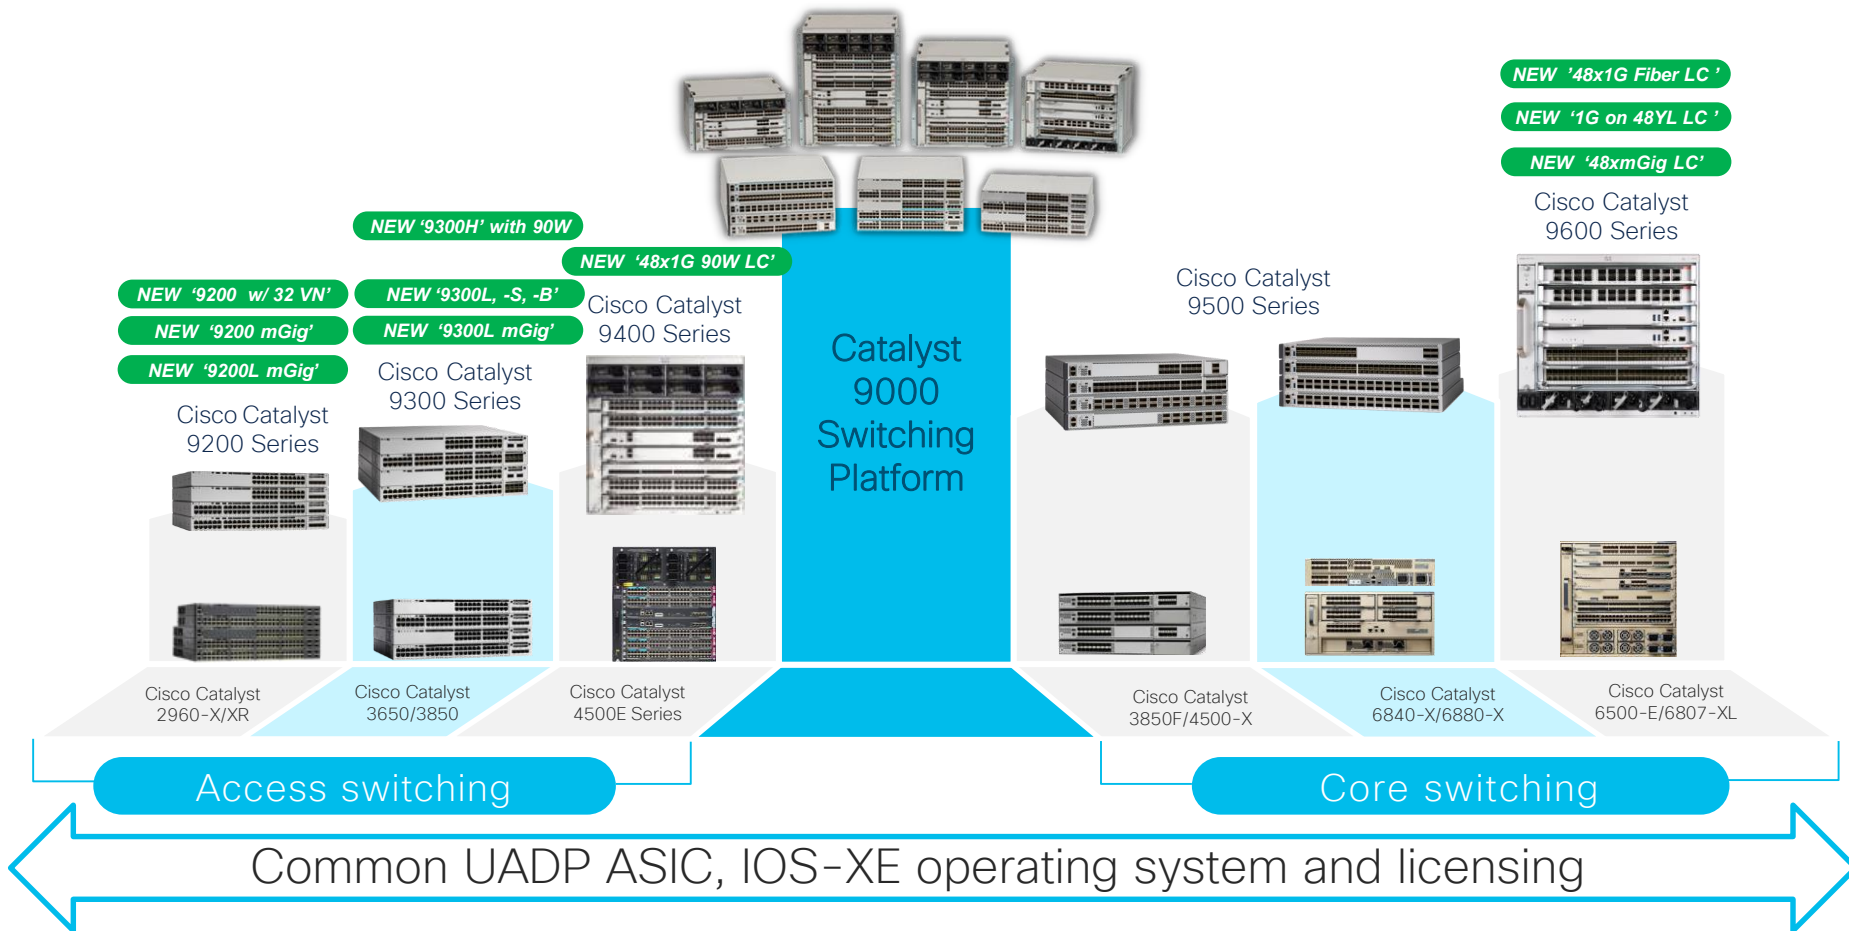 NEW '9200 w/ 32 VN'
NEW '9200 mGig'
NEW '9200L mGig'
Cisco Catalyst
9200 Series
NEW '9300H' with 90W
NEW '9300L, -S, -B'
NEW '9300L mGig'
Cisco Catalyst
9300 Series
NEW '48x1G 90W LC'
Cisco Catalyst
9400 Series
Catalyst
9000
Switching
Platform
Cisco Catalyst
9500 Series
NEW '48x1G Fiber LC '
NEW '1G on 48YL LC '
NEW '48xmGig LC'
Cisco Catalyst
9600 Series
Cisco Catalyst
2960-X/XR
Cisco Catalyst
3650/3850
Cisco Catalyst
4500E Series
Cisco Catalyst
3850F/4500-X
Cisco Catalyst
6840-X/6880-X
Cisco Catalyst
6500-E/6807-XL
Access switching
Core switching
Common UADP ASIC, IOS-XE operating system and licensing